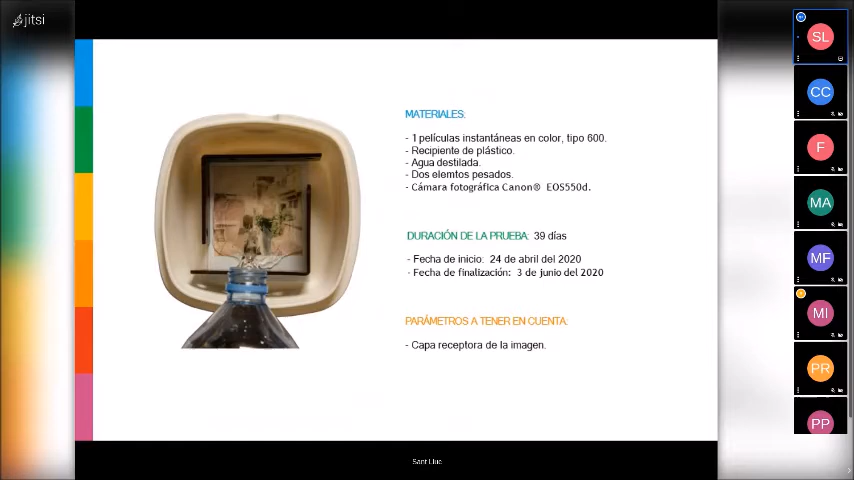 jitsi
MATERIALES:
- 1 películas instantáneas en color, tipo 600.
- Recipiente de plástico.
- Agua destilada.
- Dos elemtos pesados.
- Cámara fotográfica Canon® EOS550d.
DURACIÓN DE LA PRUEBA: 39 días
- Fecha de inicio: 24 de abril del 2020
- Fecha de finalización: 3 de junio del 2020
PARÁMETROS A TENER EN CUENTA:
- Capa receptora de la imagen.
SL
CC
F
MA
MF
MI
PR
PP
Sant Lluc